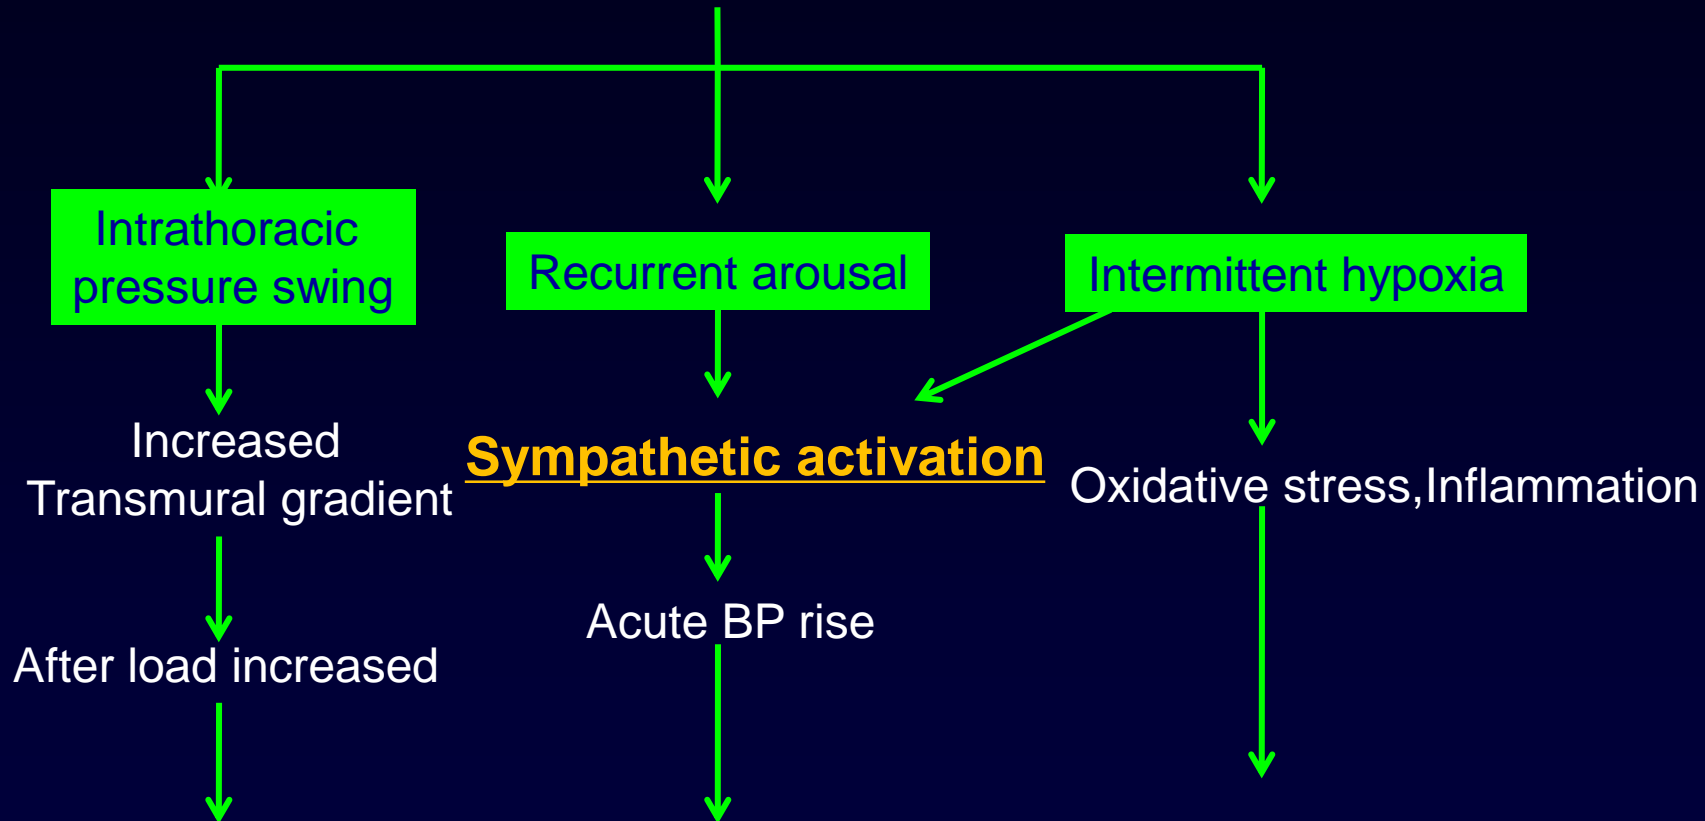 Intrathoracic
pressure swing
Recurrent arousal
Intermittent hypoxia
Increased
Transmural gradient
Sympathetic activation
Oxidative stress,Inflammation
Acute BP rise
After load increased